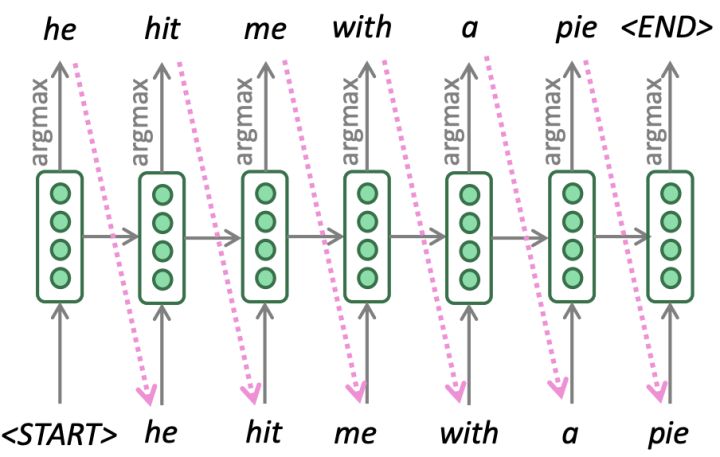 he hit me with a pie <END>
argmax argmax argmax argmax argmax argmax argmax
<START> he hit me with a pie